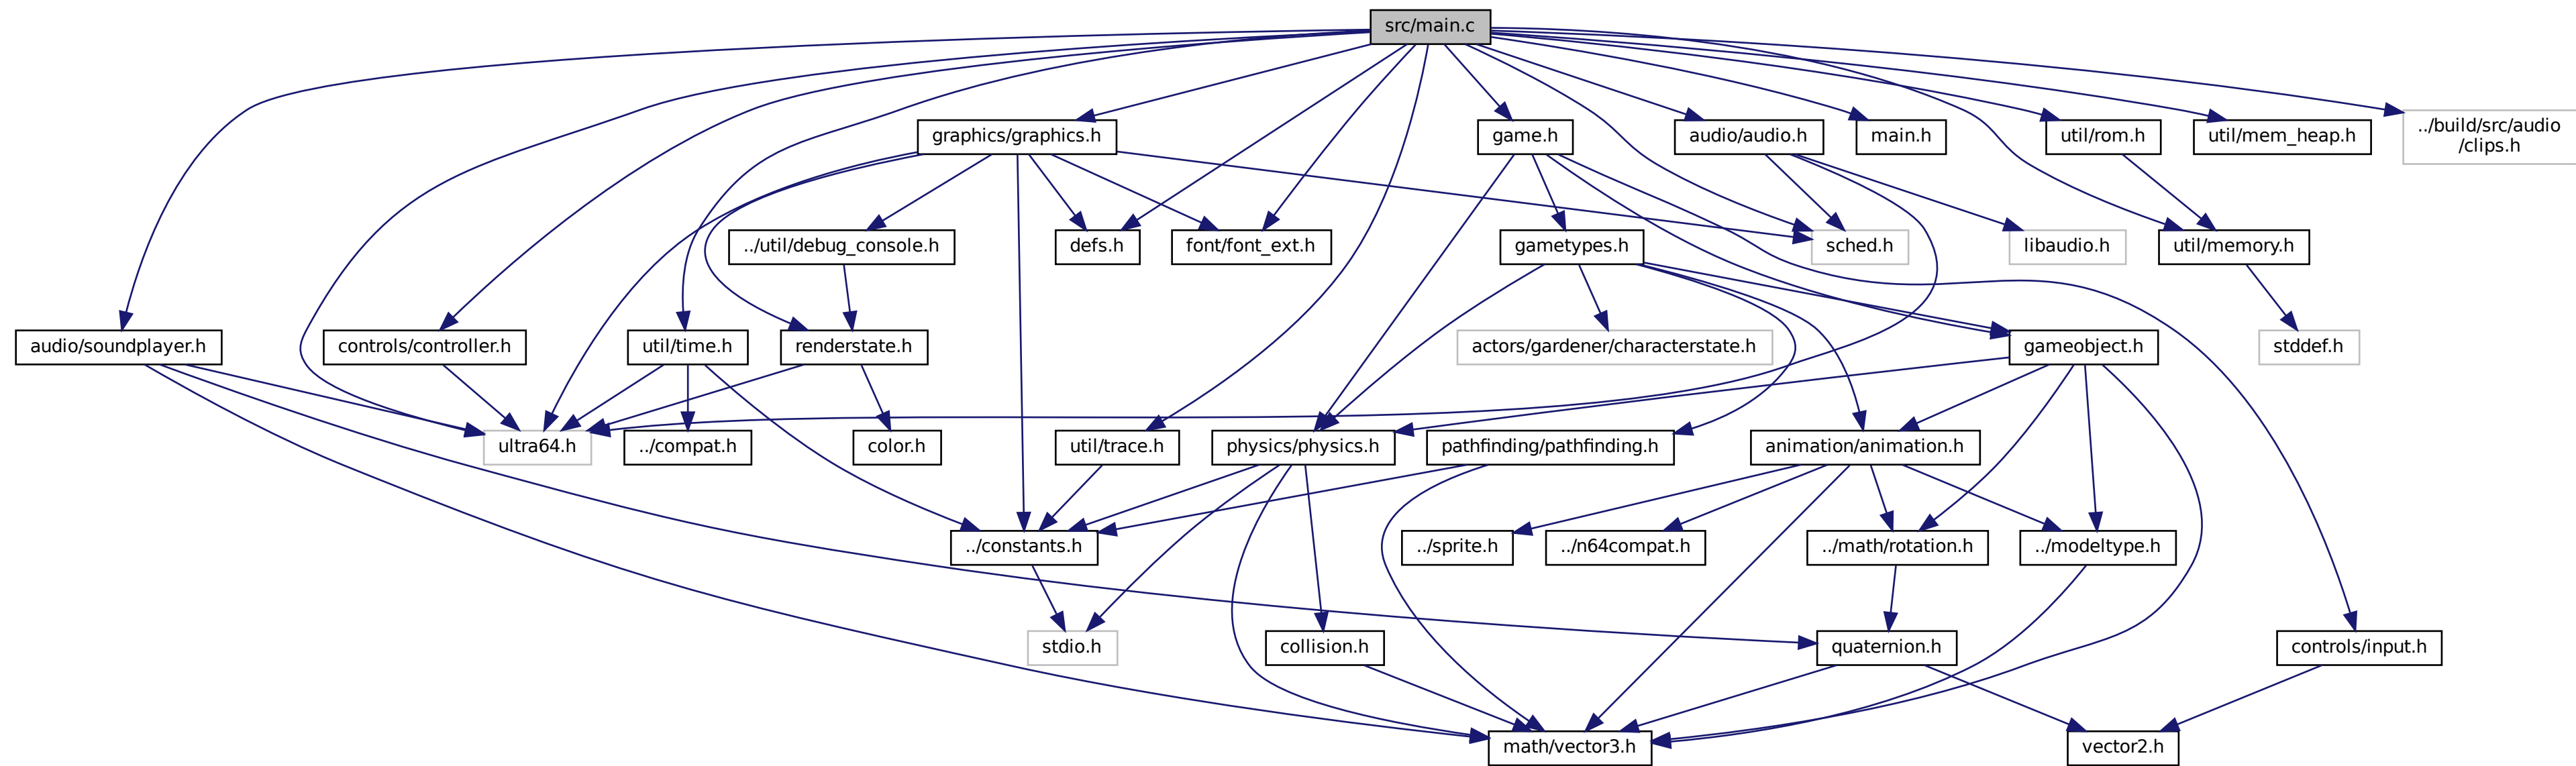 src/main.c
graphics/graphics.h
game.h
audio/audio.h
main.h
util/rom.h
util/mem_heap.h
../build/src/audio
/clips.h
../util/debug_console.h
defs.h
font/font_ext.h
gametypes.h
sched.h
libaudio.h
util/memory.h
audio/soundplayer.h
controls/controller.h
util/time.h
renderstate.h
actors/gardener/characterstate.h
gameobject.h
stddef.h
ultra64.h
../compat.h
color.h
util/trace.h
physics/physics.h
pathfinding/pathfinding.h
animation/animation.h
../constants.h
../sprite.h
../n64compat.h
../math/rotation.h
../modeltype.h
stdio.h
collision.h
quaternion.h
controls/input.h
math/vector3.h
vector2.h